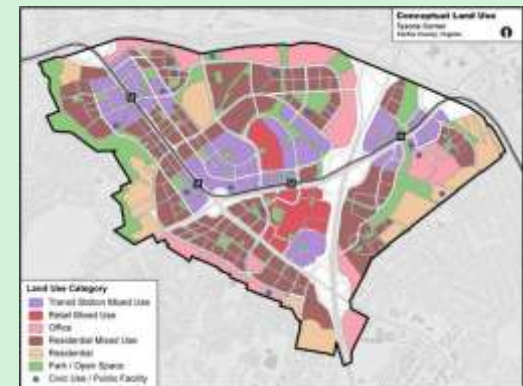 Conceptual Land Use
Tysons Corner
Fairfax County, Virginia
Land Use Category
Transit Station Mixed Use
Retail Mixed Use
Office
Residential Mixed Use
Residential
Park / Open Space
Civic Use / Public Facility